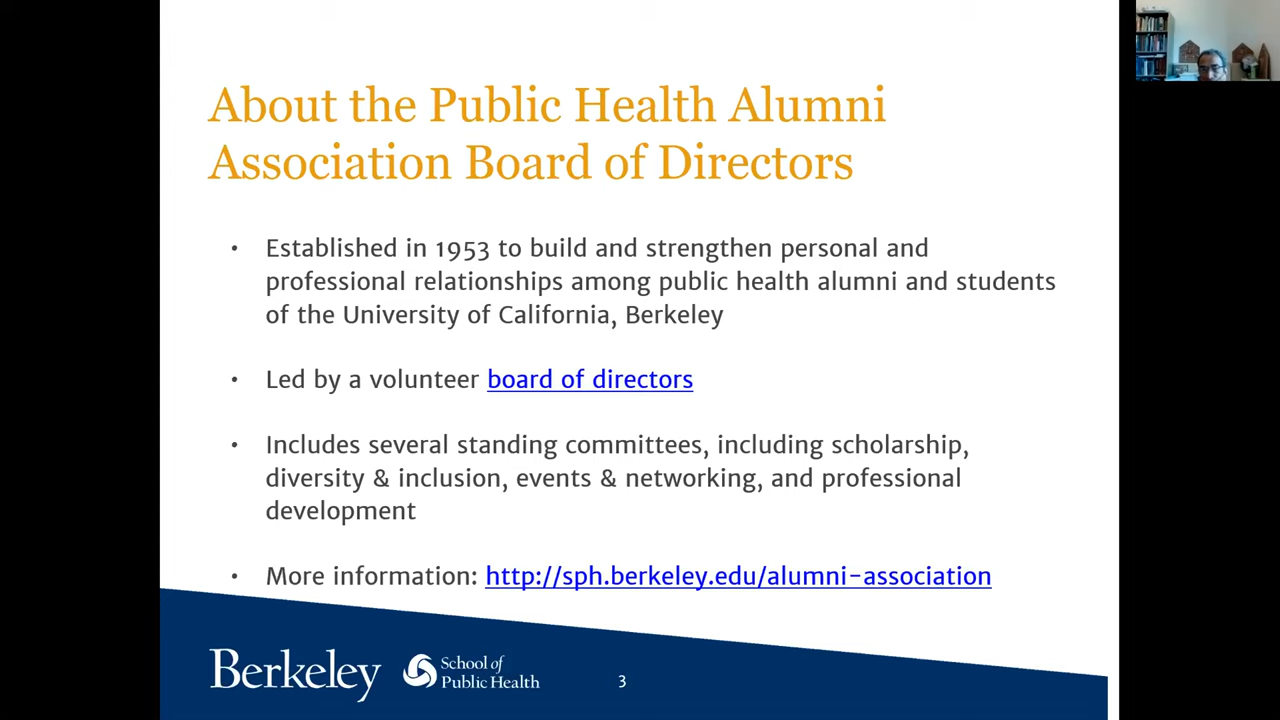 About the Public Health Alumni
Association Board of Directors
• Established in 1953 to build and strengthen personal and
professional relationships among public health alumni and students
of the University of California, Berkeley
• Led by a volunteer board of directors
• Includes several standing committees, including scholarship,
diversity & inclusion, events & networking, and professional
development
• More information: http://sph.berkeley.edu/alumni-association
Berkeley
School of
Public Health
3